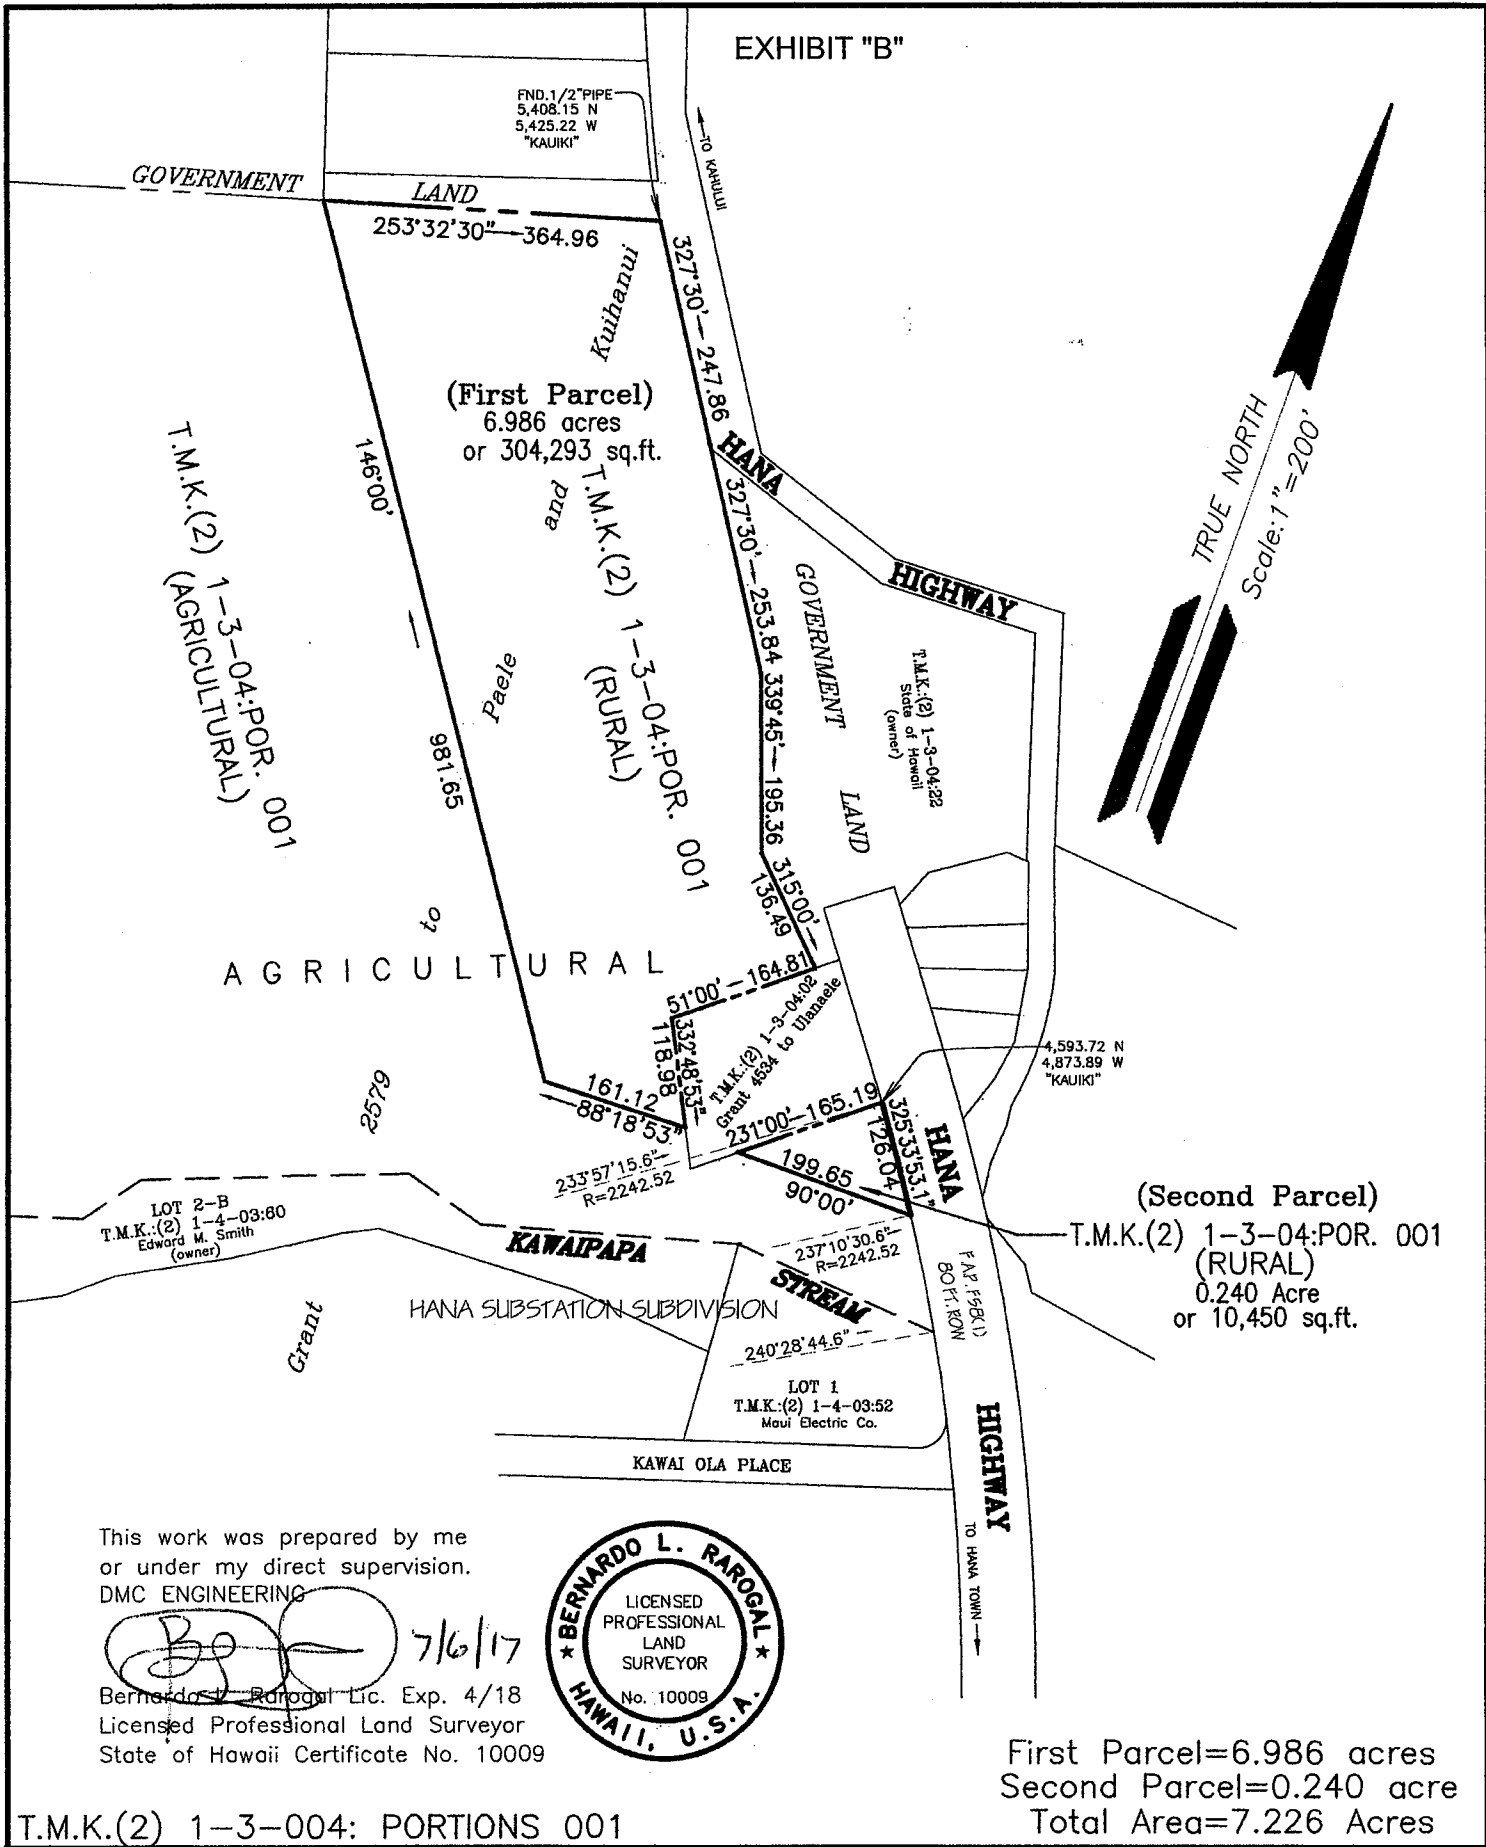 EXHIBIT "B"
FND.1/2"PIPE
5,408.15 N
5,425.22 W
"KAUIKI"
TO KAHULUI
GOVERNMENT LAND
253°32'30" 364.96
327°30' 247.86
Kuihanui
(First Parcel)
6.986 acres
or 304,293 sq.ft.
HANA
TRUE NORTH
Scale: 1"=200'
146°00'
T.M.K.(2) 1-3-04:POR. 001
(AGRICULTURAL)
and
T.M.K.(2) 1-3-04:POR. 001
(RURAL)
327°30' 253.84
GOVERNMENT
LAND
HIGHWAY
T.M.K.:(2) 1-3-04:22
State of Hawaii
(owner)
Paele
981.65
339°45' 195.36
315°00'
136.49
to
AGRICULTURAL
51°00' 164.81
332°48'53"
118.98
T.M.K.:(2) 1-3-04:02
Grant 4534 to Ulanaele
4,593.72 N
4,873.89 W
"KAUIKI"
161.12
88°18'53"
2579
231°00' 165.19
325°33'53.1"
126.04
HANA
199.65
90°00'
233°57'15.6"
R=2242.52
(Second Parcel)
T.M.K.(2) 1-3-04:POR. 001
(RURAL)
0.240 Acre
or 10,450 sq.ft.
LOT 2-B
T.M.K.:(2) 1-4-03:60
Edward M. Smith
(owner)
KAWAIPAPA
STREAM
237°10'30.6"
R=2242.52
F.A.P. F58(1)
80 FT. ROW
HANA SUBSTATION SUBDIVISION
Grant
240°28'44.6"
LOT 1
T.M.K.:(2) 1-4-03:52
Maui Electric Co.
HIGHWAY
KAWAI OLA PLACE
TO HANA TOWN
This work was prepared by me
or under my direct supervision.
DMC ENGINEERING
7/6/17
Bernardo L. Rarogal Lic. Exp. 4/18
Licensed Professional Land Surveyor
State of Hawaii Certificate No. 10009
BERNARDO L. RAROGAL
LICENSED
PROFESSIONAL
LAND
SURVEYOR
No. 10009
HAWAII, U.S.A.
First Parcel=6.986 acres
Second Parcel=0.240 acre
Total Area=7.226 Acres
T.M.K.(2) 1-3-004: PORTIONS 001